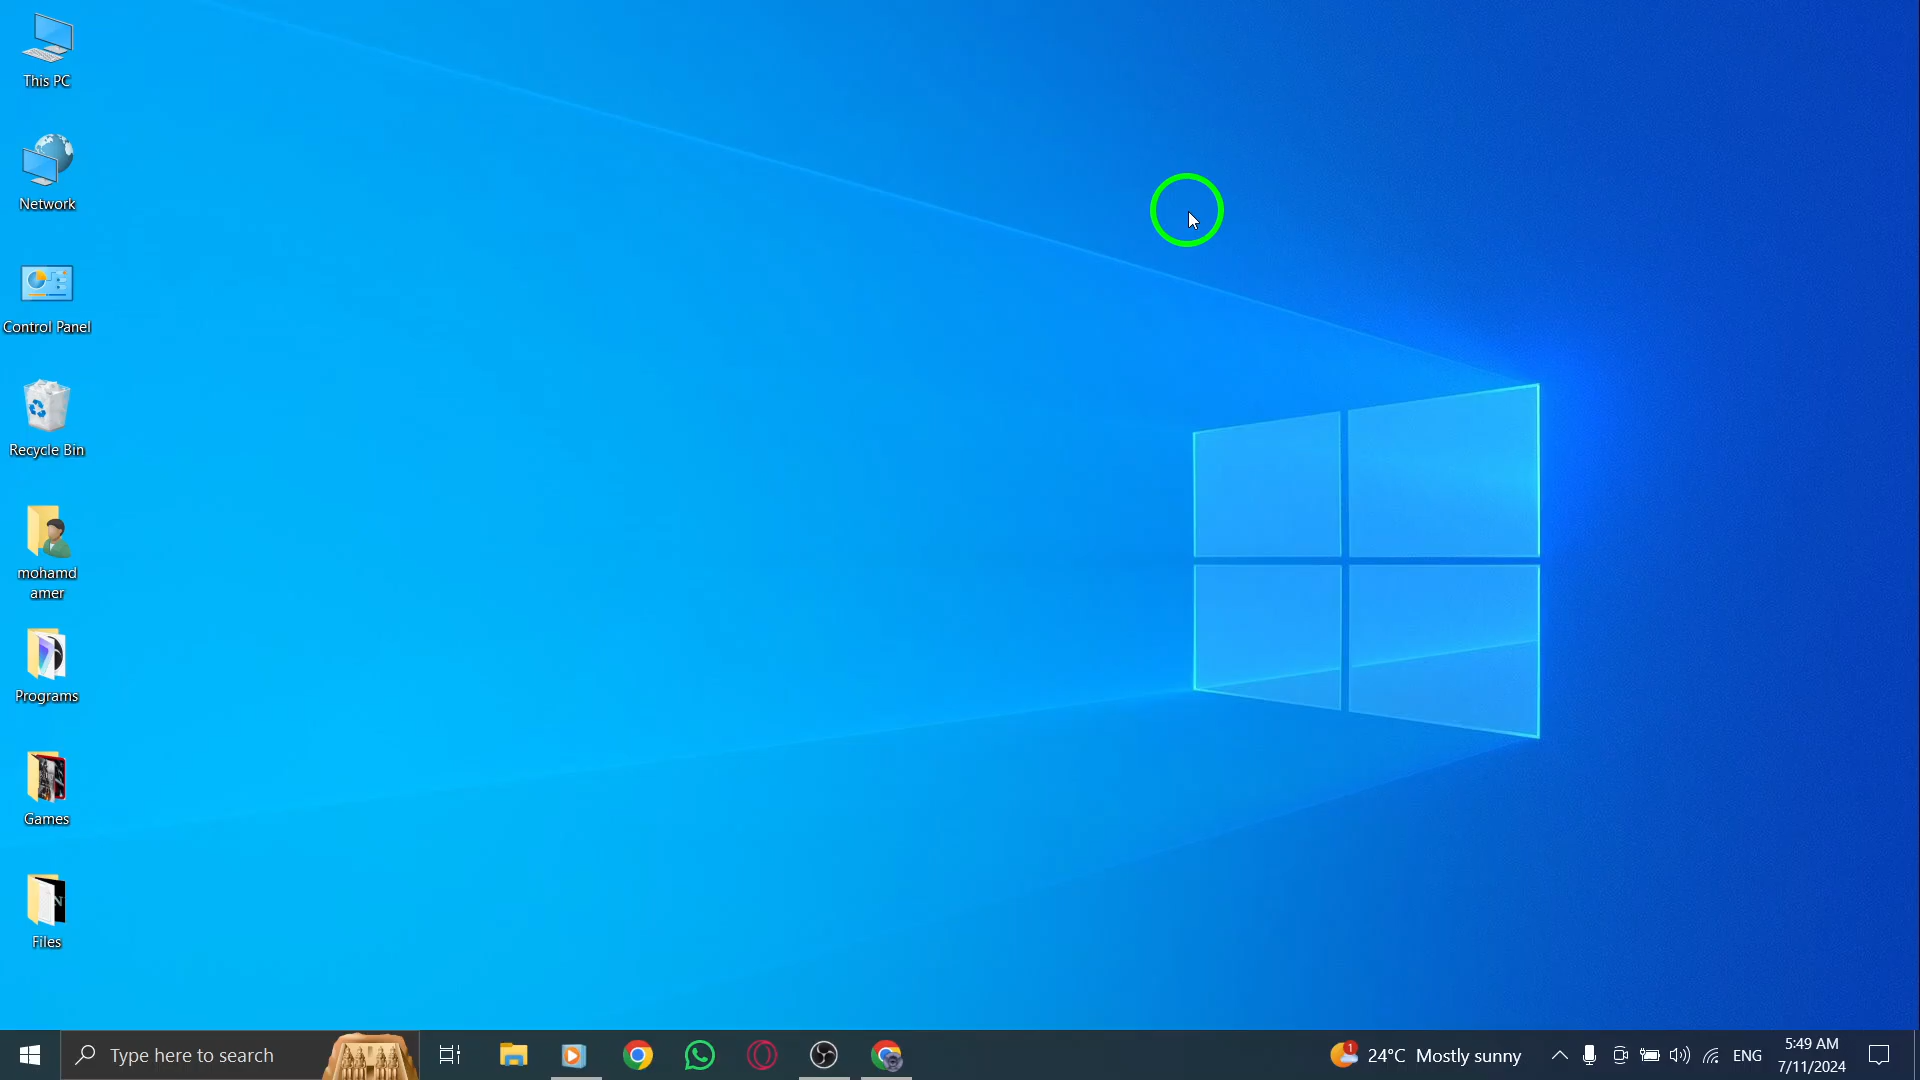 This PC
Network
Control Panel
Recycle Bin
mohamd
amer
Programs
Games
Files
Type here to search
1
24°C Mostly sunny
ENG
5:49 AM
7/11/2024